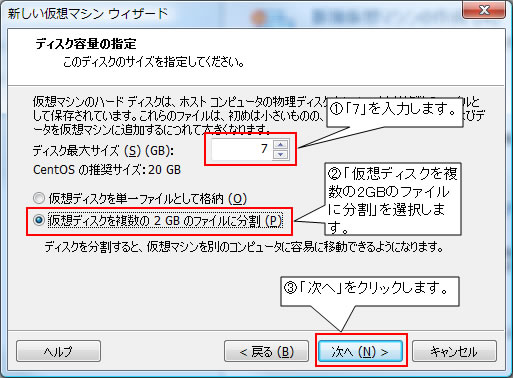 新しい仮想マシン ウィザード
ディスク容量の指定
このディスクのサイズを指定してください。
仮想マシンのハード ディスクは、ホスト コンピュータの物理ディス
して保存されています。これらのファイルは、初めは小さいものの、
ータを仮想マシンに追加するにつれて大きくなります。
①「7」を入力します。
ディスク最大サイズ (S) (GB):
7
CentOS の推奨サイズ: 20 GB
②「仮想ディスクを複
数の2GBのファイル
に分割」を選択しま
す。
仮想ディスクを単一ファイルとして格納 (O)
仮想ディスクを複数の 2 GB のファイルに分割 (P)
ディスクを分割すると、仮想マシンを別のコンピュータに容易に移動できるようになります。
③「次へ」をクリックします。
ヘルプ
< 戻る (B)
次へ (N) >
キャンセル